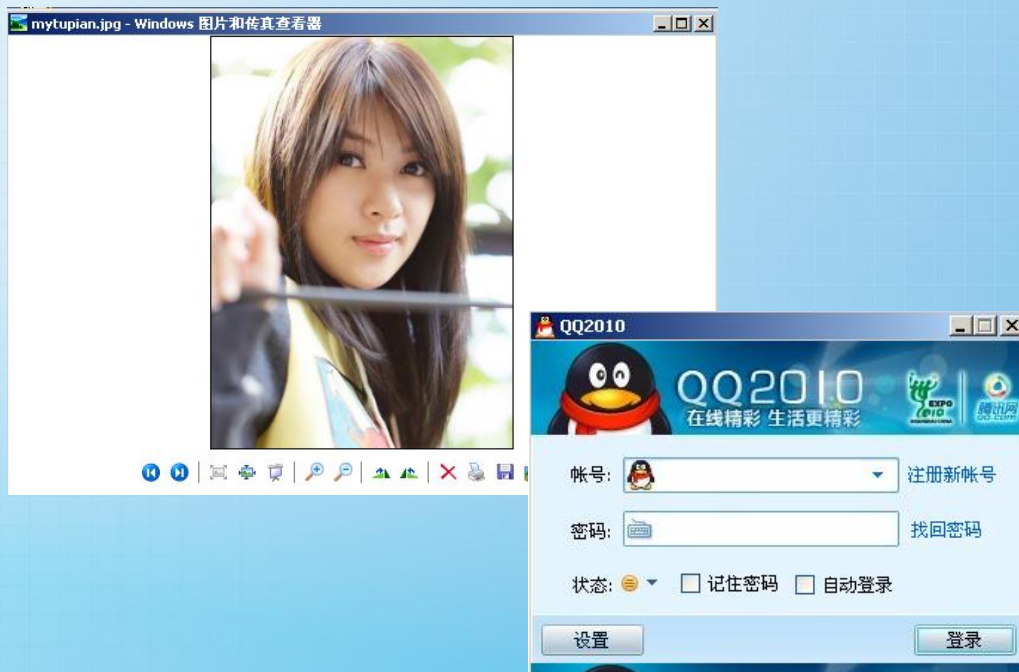 mytupian.jpg - Windows 图片和传真查看器
QQ2010
QQ2010
在线精彩 生活更精彩
EXPO
2010
腾讯网
QQ.com
帐号:
注册新帐号
密码:
找回密码
状态:
记住密码
自动登录
设置
登录